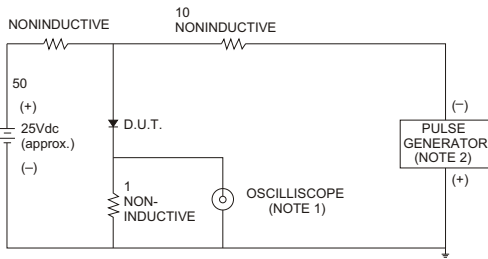 10
NONINDUCTIVE
NONINDUCTIVE
50
(+)
25Vdc
(approx.)
(–)
D.U.T.
1
NON-
INDUCTIVE
OSCILLISCOPE
(NOTE 1)
(–)
PULSE
GENERATOR
(NOTE 2)
(+)